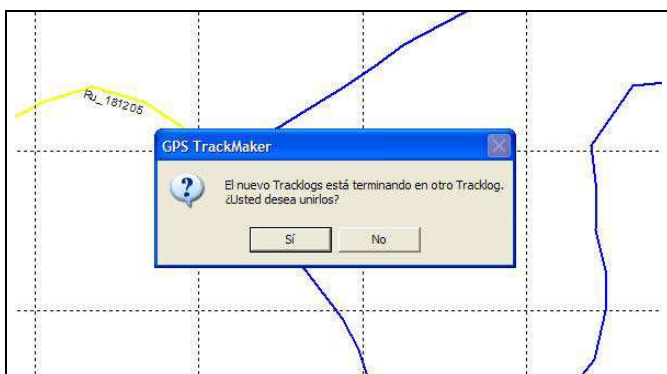 Ru_181205
GPS TrackMaker
El nuevo Tracklogs está terminando en otro Tracklog.
¿Usted desea unirlos?
Sí
No